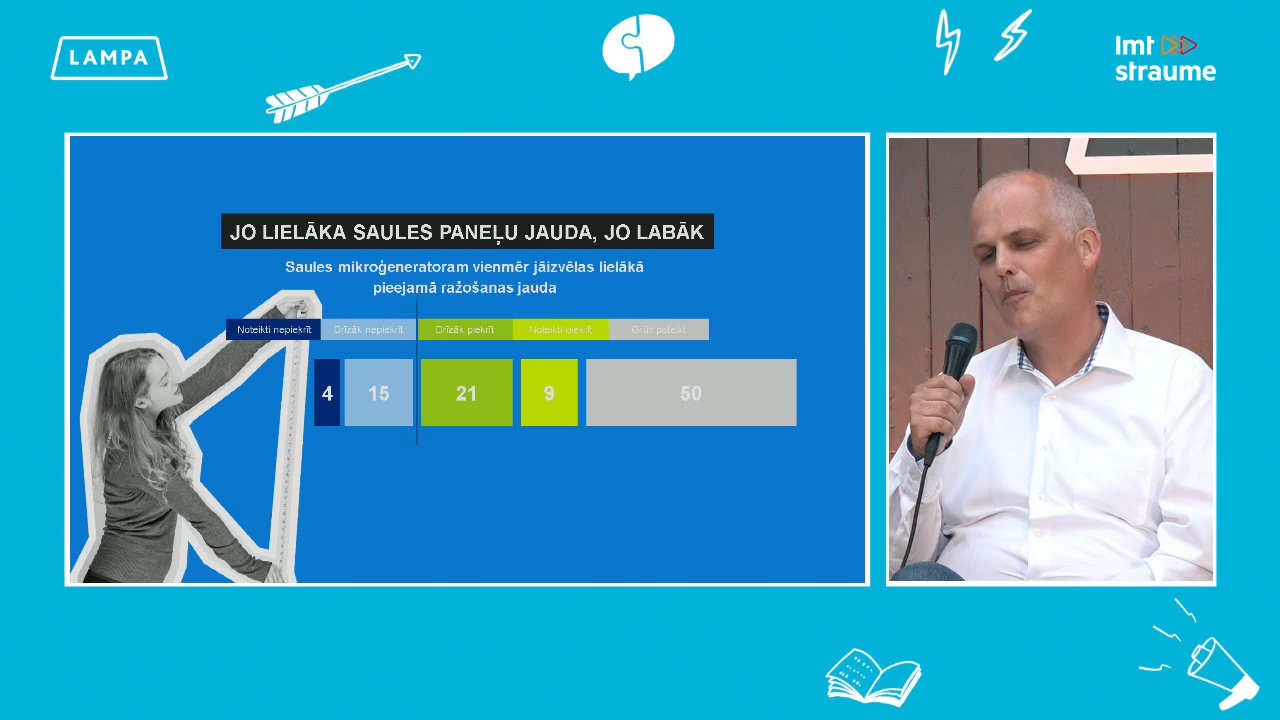 LAMPA
lmt
straume
JO LIELĀKA SAULES PANEĻU JAUDA, JO LABĀK
Saules mikroģeneratoram vienmēr jāizvēlas lielākā
pieejamā ražošanas jauda
Noteikti nepiekrīt Drīzāk nepiekrīt Drīzāk piekrīt Noteikti piekrīt Grūti pateikt
4 15 21 9 50